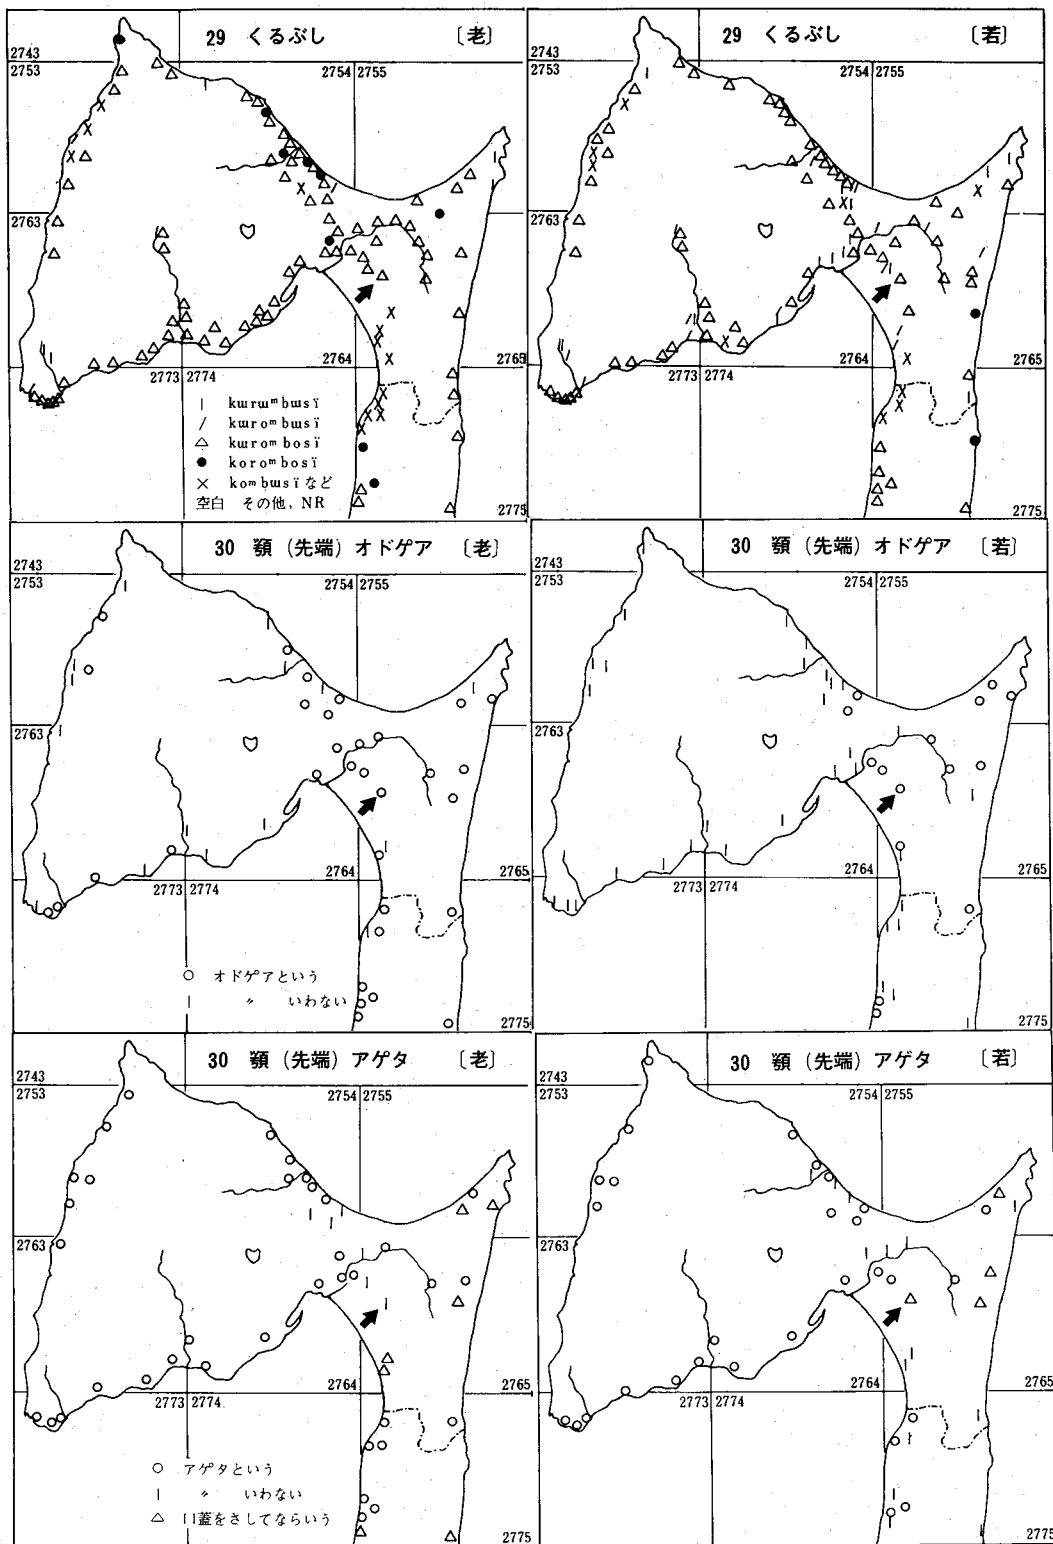 29 くるぶし 〔老〕
2743
2753
2754 2755
2763
2764
2765
2773 2774
| kɯrɯᵐbɯsï
/ kɯroᵐbɯsï
△ kɯroᵐbosï
● koroᵐbosï
× koᵐbɯsïなど
空白 その他, NR
2775
29 くるぶし 〔若〕
2743
2753
2754 2755
2763
2764
2765
2773 2774
2775
30 顎（先端）オドゲア 〔老〕
2743
2753
2754 2755
2763
2764
2765
2773 2774
○ オドゲアという
| 〃 いわない
2775
30 顎（先端）オドゲア 〔若〕
2743
2753
2754 2755
2763
2764
2765
2773 2774
2775
30 顎（先端）アゲタ 〔老〕
2743
2753
2754 2755
2763
2764
2765
2773 2774
○ アゲタという
| 〃 いわない
△ 口蓋をさしてならいう
2775
30 顎（先端）アゲタ 〔若〕
2743
2753
2754 2755
2763
2764
2765
2773 2774
2775